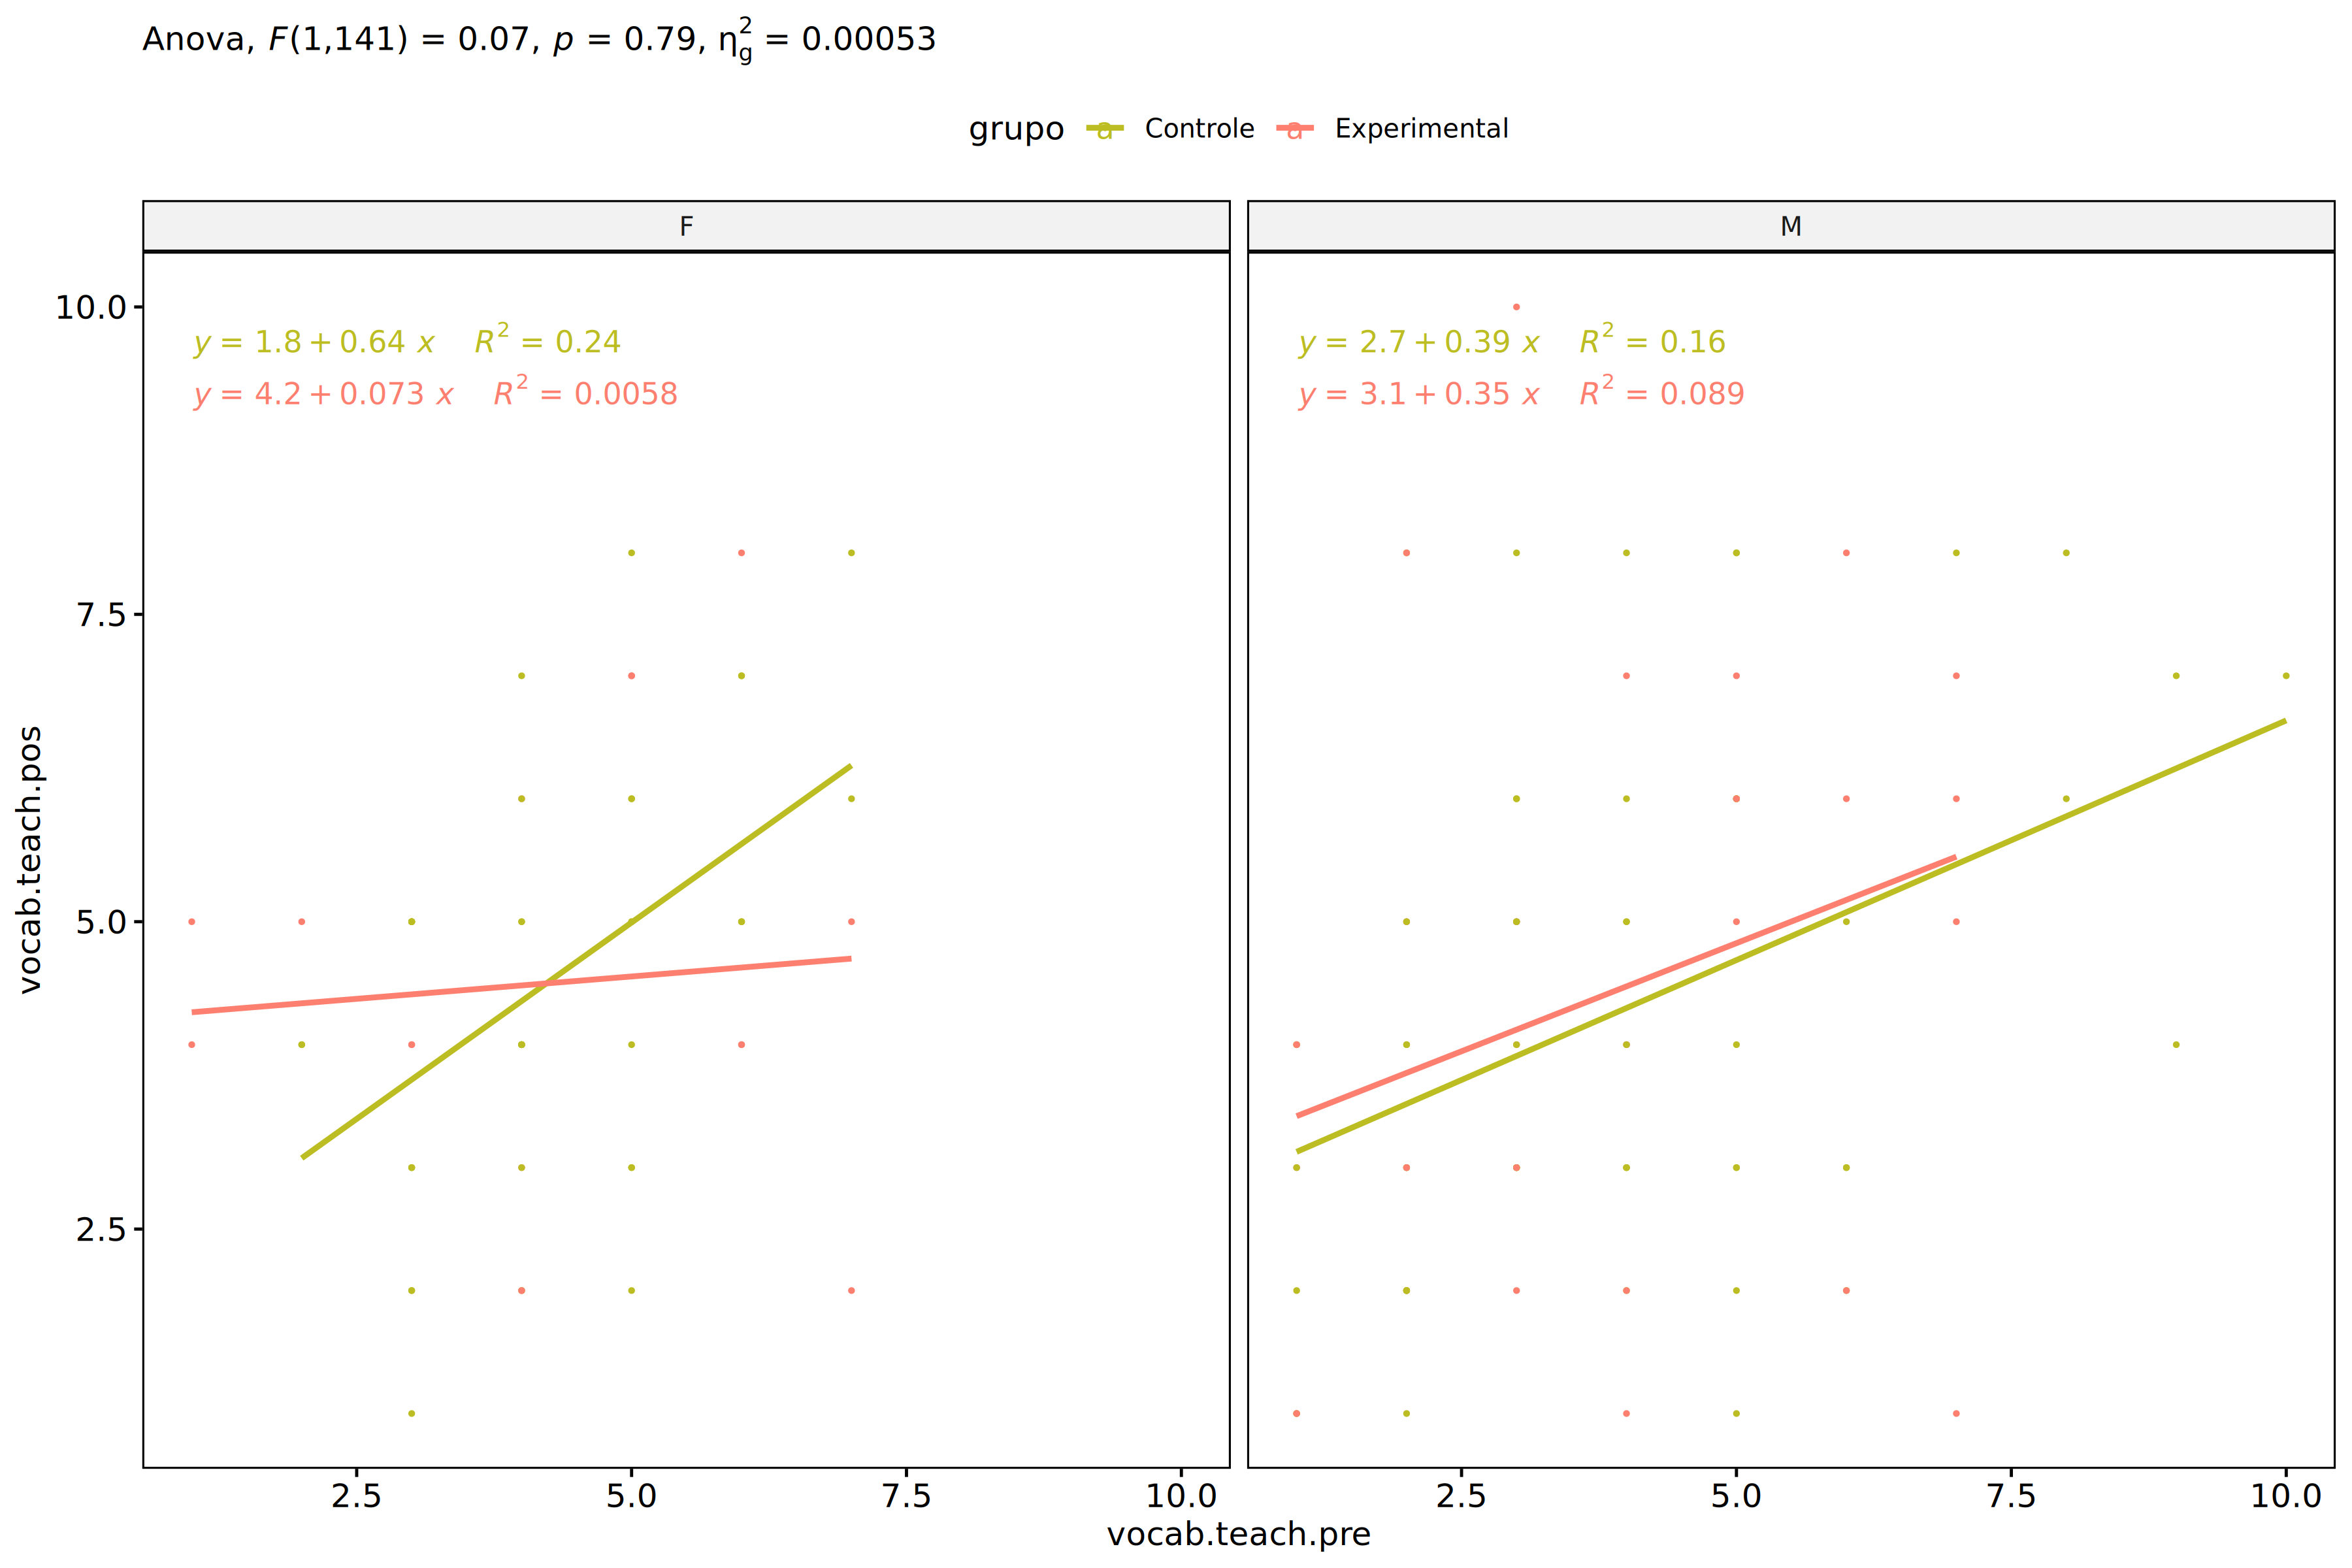 Anova, F(1,141) = 0.07, p = 0.79, η²g = 0.00053
grupo a Controle a Experimental
F
M
y = 1.8 + 0.64 x R² = 0.24
y = 4.2 + 0.073 x R² = 0.0058
y = 2.7 + 0.39 x R² = 0.16
y = 3.1 + 0.35 x R² = 0.089
10.0
7.5
5.0
2.5
vocab.teach.pos
2.5 5.0 7.5 10.0
2.5 5.0 7.5 10.0
vocab.teach.pre